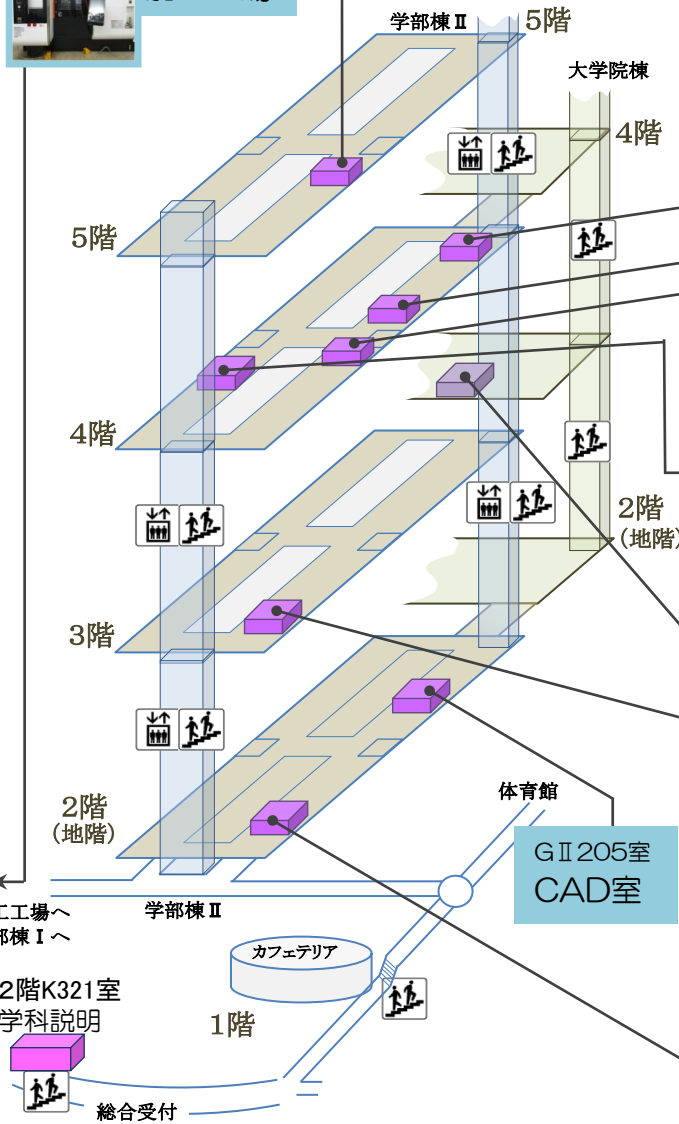 学部棟Ⅱ
5階
大学院棟
4階
5階
4階
2階
(地階)
3階
2階
(地階)
体育館
GⅡ205室
CAD室
工場へ
学部棟Ⅱ
棟Ⅰへ
カフェテリア
2階K321室
学科説明
1階
総合受付